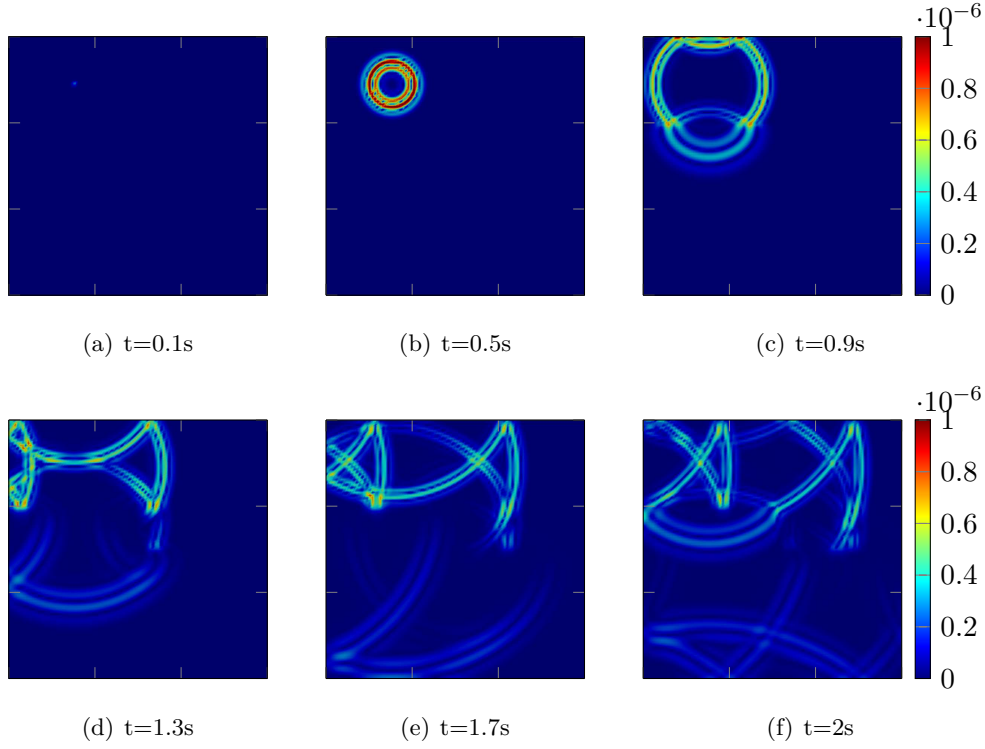 ·10⁻⁶
1
0.8
0.6
0.4
0.2
0
(a) t=0.1s
(b) t=0.5s
(c) t=0.9s
·10⁻⁶
1
0.8
0.6
0.4
0.2
0
(d) t=1.3s
(e) t=1.7s
(f) t=2s